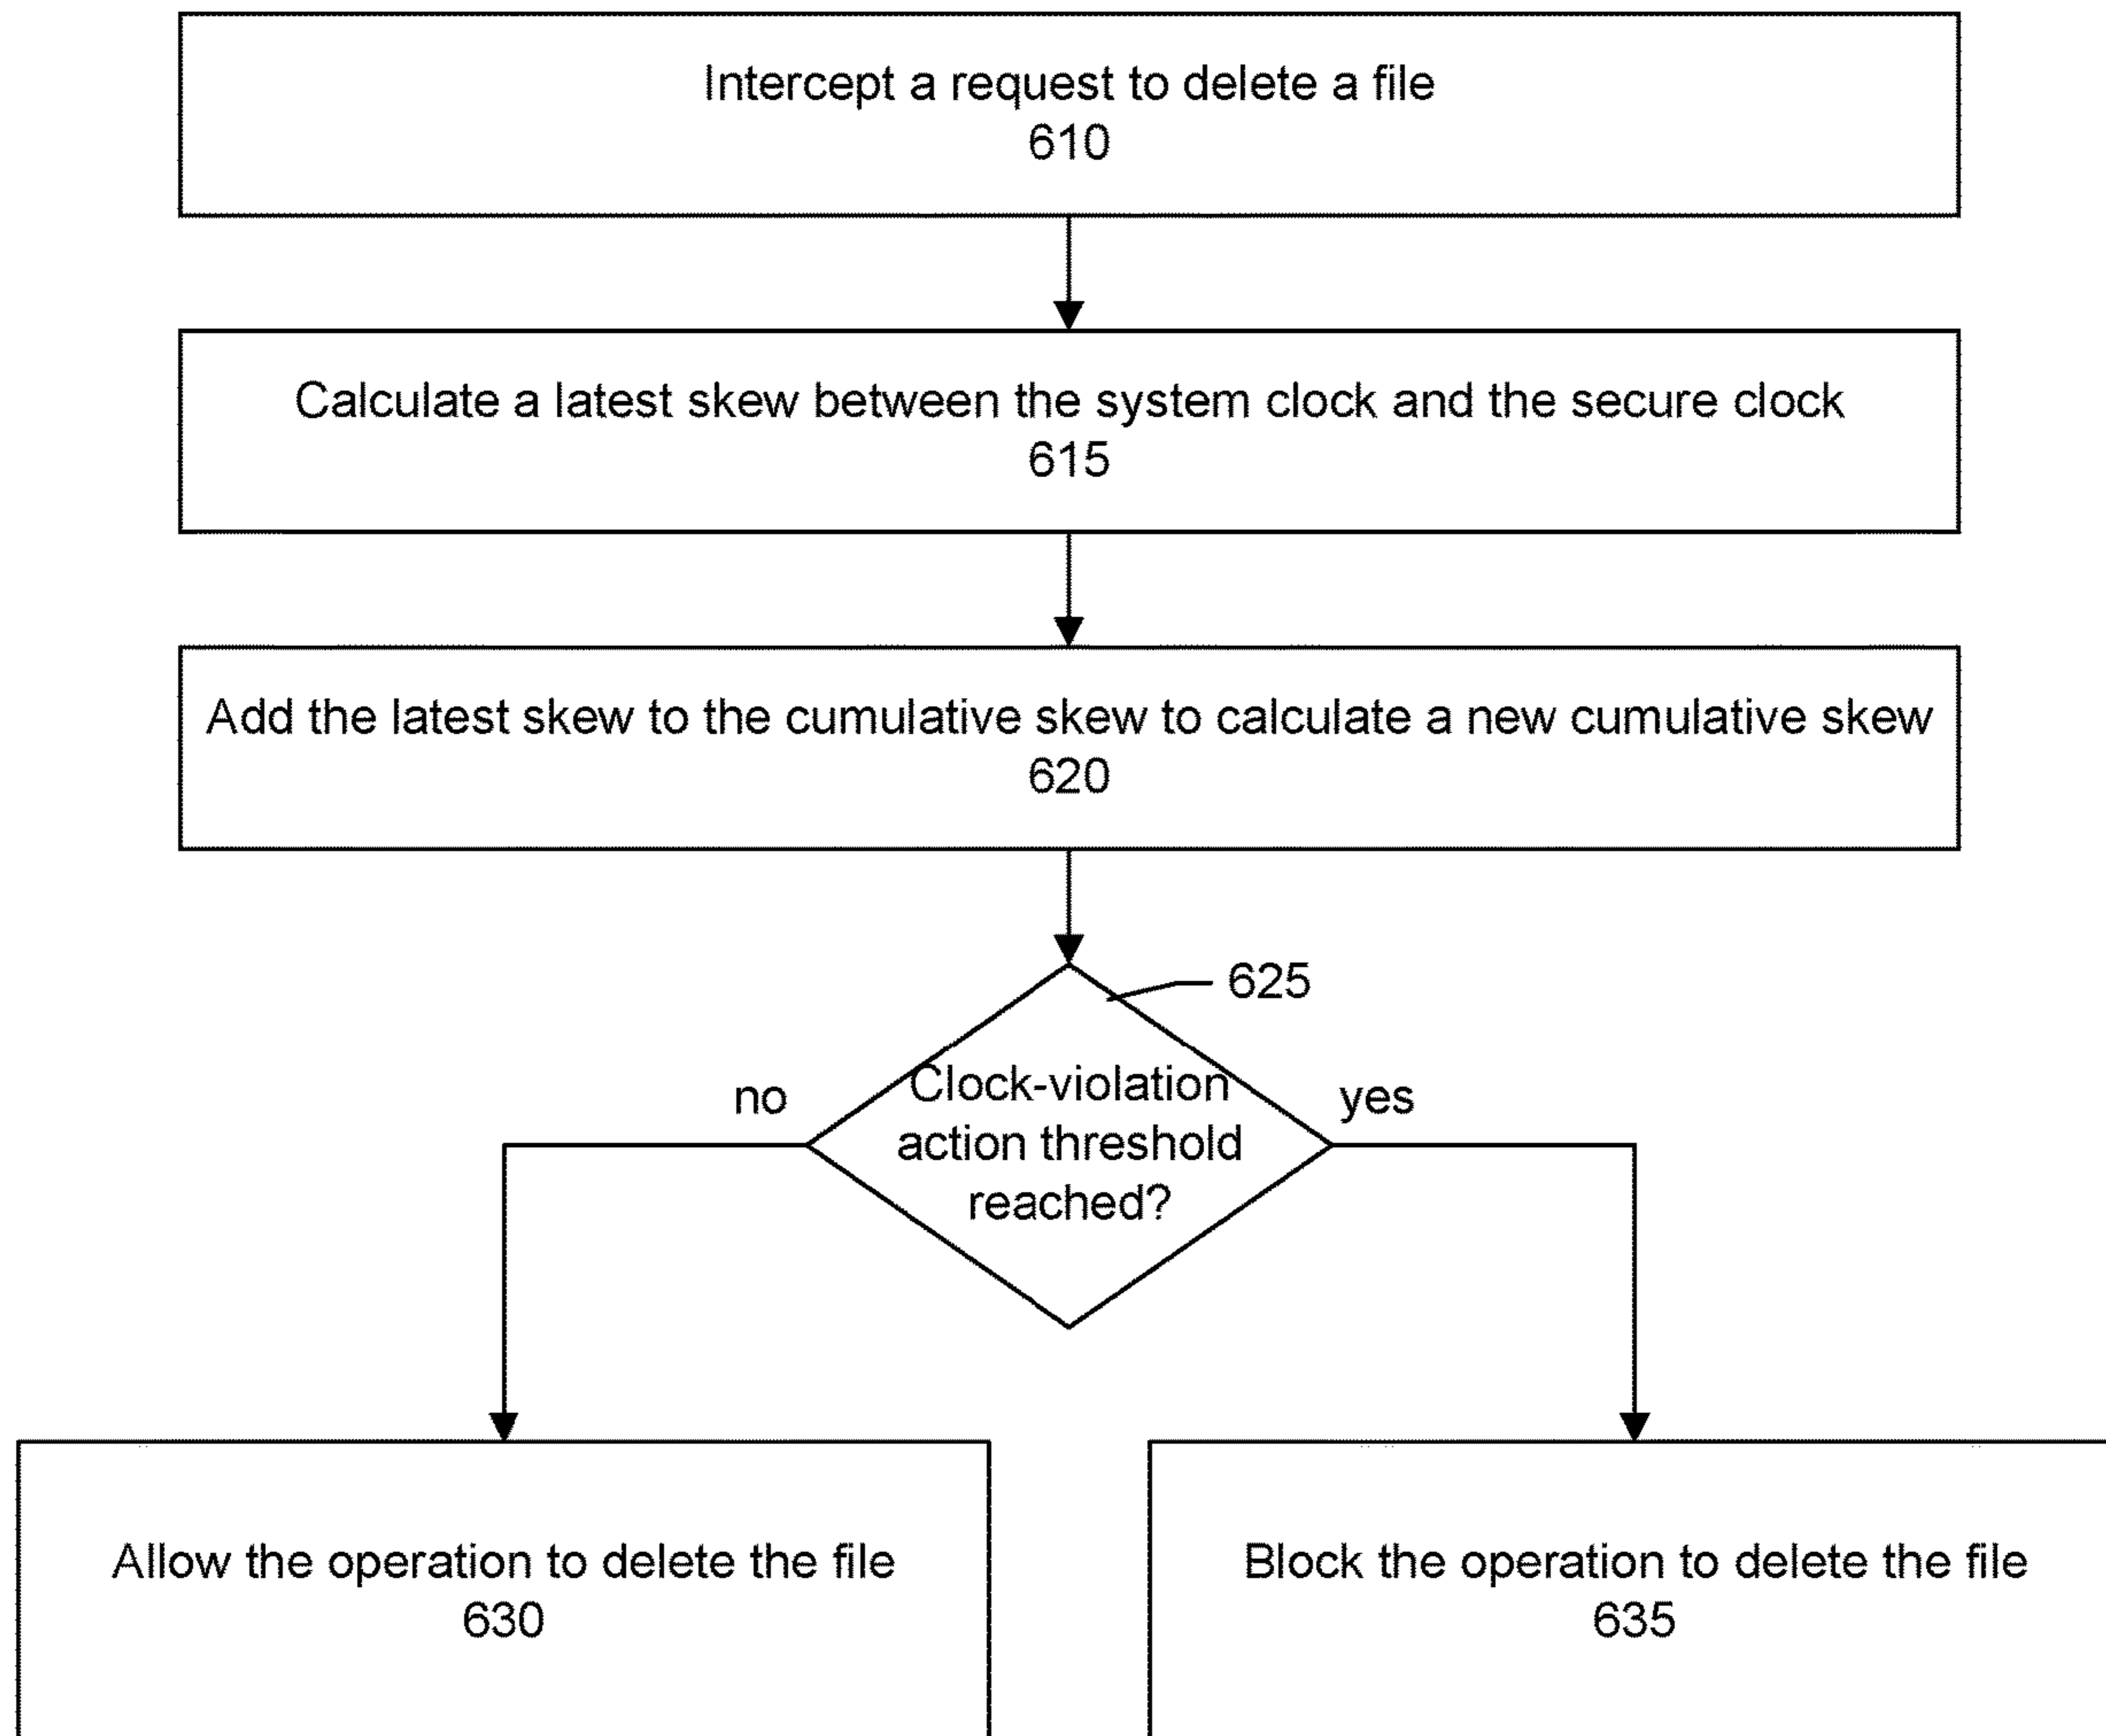 Intercept a request to delete a file
610
Calculate a latest skew between the system clock and the secure clock
615
Add the latest skew to the cumulative skew to calculate a new cumulative skew
620
625
no
Clock-violation
action threshold
reached?
yes
Allow the operation to delete the file
630
Block the operation to delete the file
635